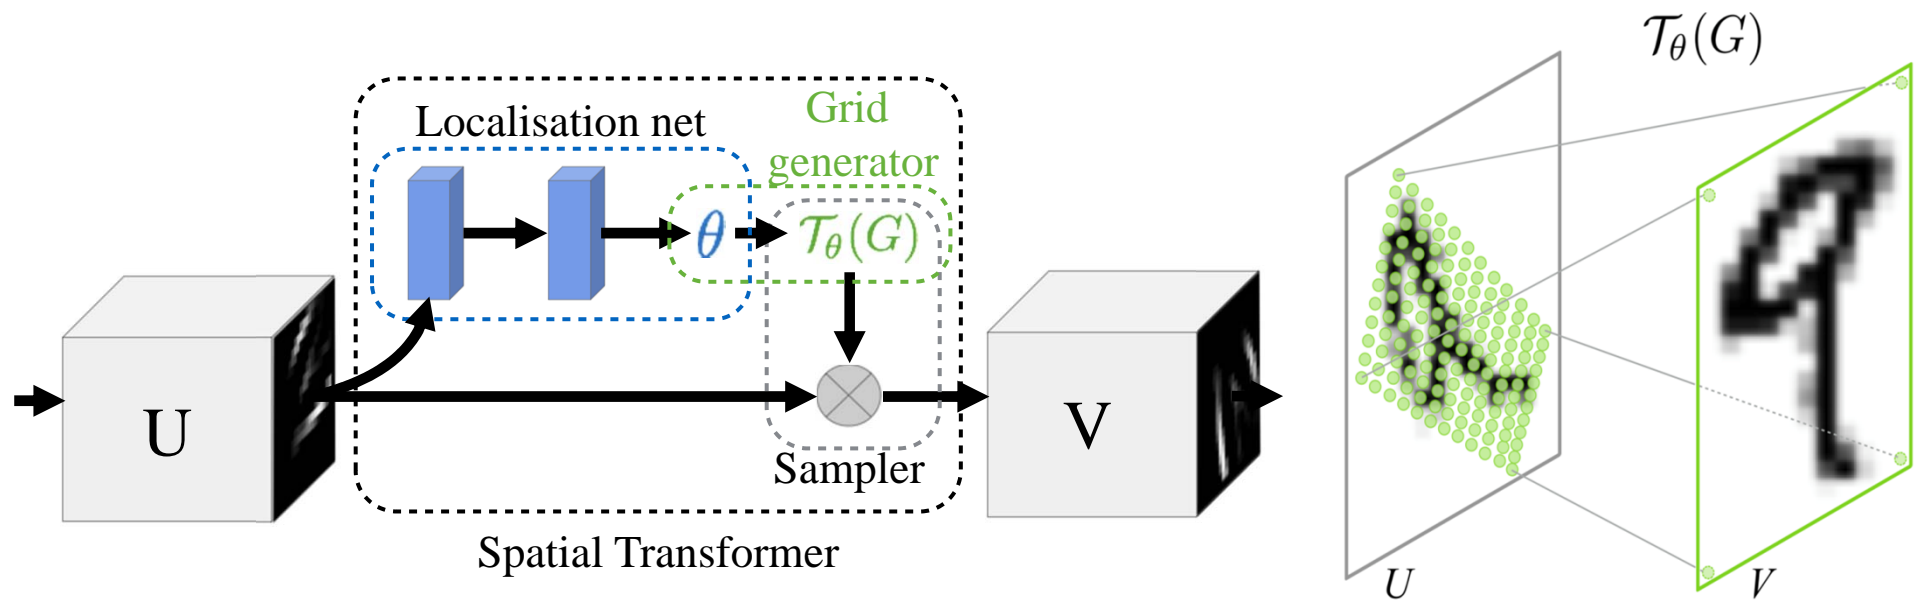 Localisation net
Grid
generator
θ
𝒯θ(G)
U
V
Sampler
Spatial Transformer
𝒯θ(G)
U
V